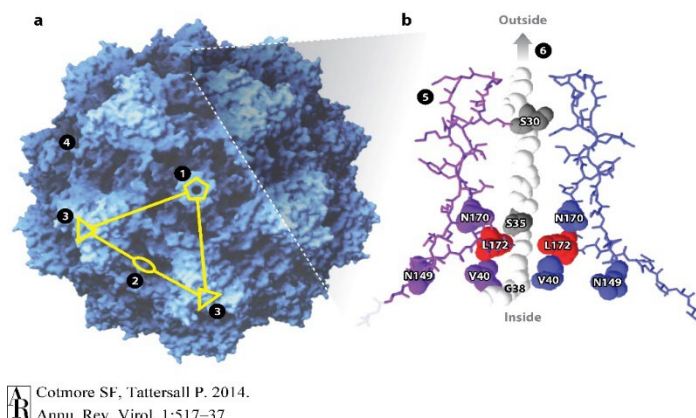 a
b
Outside
6
5
S30
4
1
3
N170
S35
N170
L172
L172
2
N149
V40
G38
V40
N149
3
Inside
AR
Cotmore SF, Tattersall P. 2014.
Annu. Rev. Virol. 1:517–37